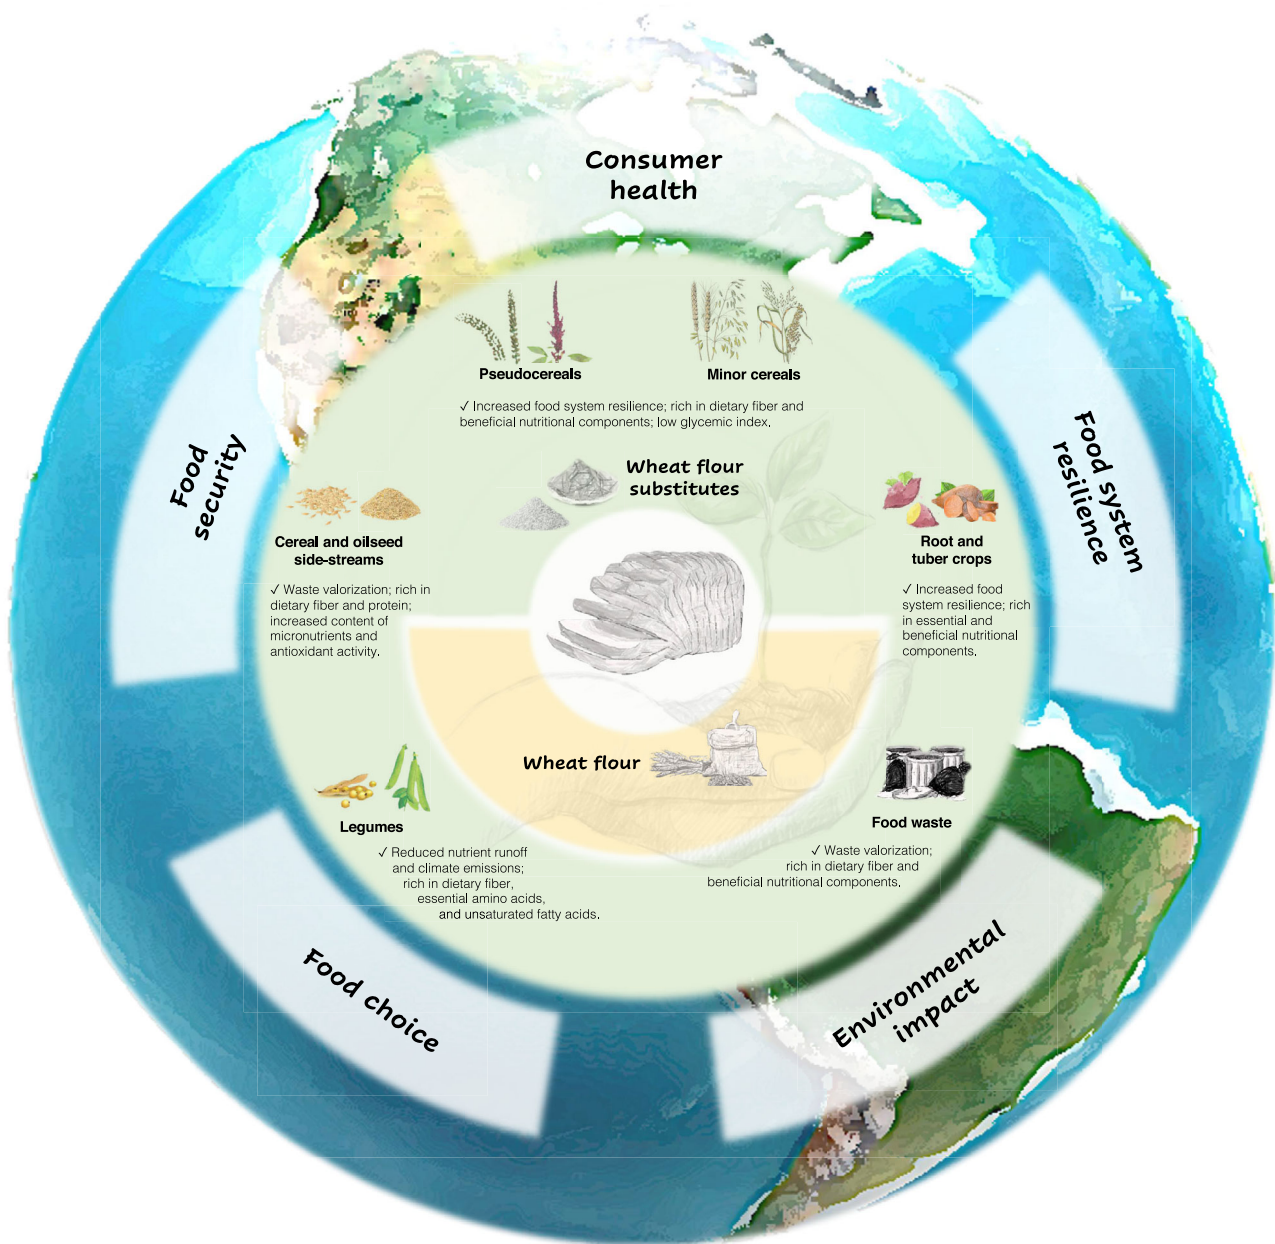 Consumer
health
Pseudocereals
Minor cereals
✓ Increased food system resilience; rich in dietary fiber and
beneficial nutritional components; low glycemic index.
Food
security
Wheat flour
substitutes
Food system
resilience
Cereal and oilseed
side-streams
✓ Waste valorization; rich in
dietary fiber and protein;
increased content of
micronutrients and
antioxidant activity.
Root and
tuber crops
✓ Increased food
system resilience; rich
in essential and
beneficial nutritional
components.
Wheat flour
Legumes
✓ Reduced nutrient runoff
and climate emissions;
rich in dietary fiber,
essential amino acids,
and unsaturated fatty acids.
Food waste
✓ Waste valorization;
rich in dietary fiber and
beneficial nutritional components.
Food choice
Environmental
impact